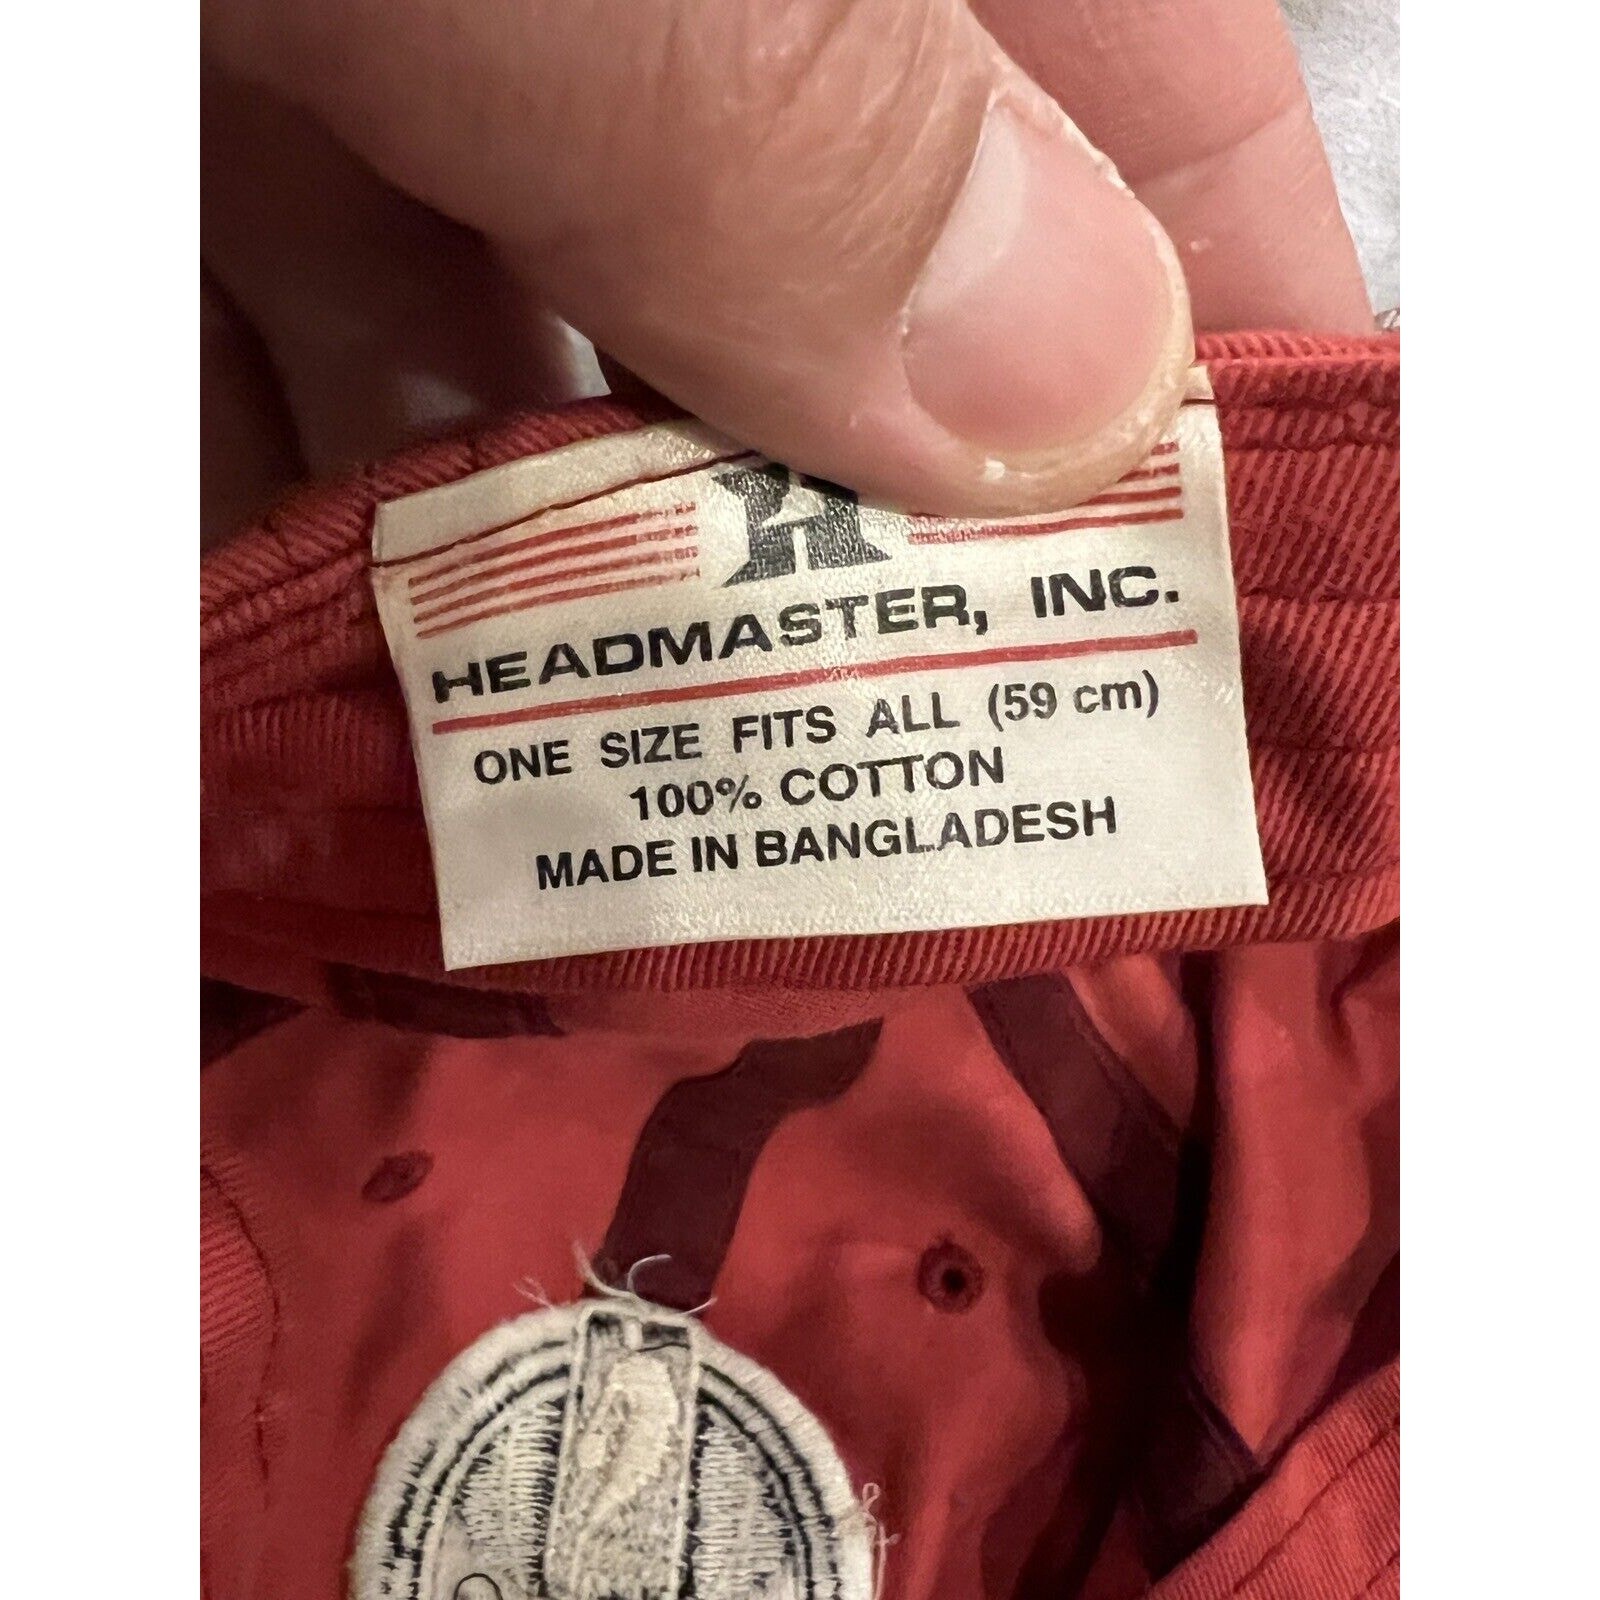 HEADMASTER, INC.
ONE SIZE FITS ALL (59 cm)
100% COTTON
MADE IN BANGLADESH